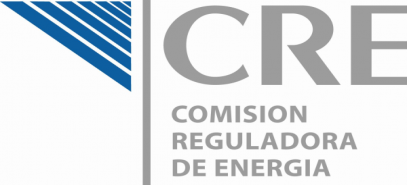 CRE
COMISION
REGULADORA
DE ENERGIA